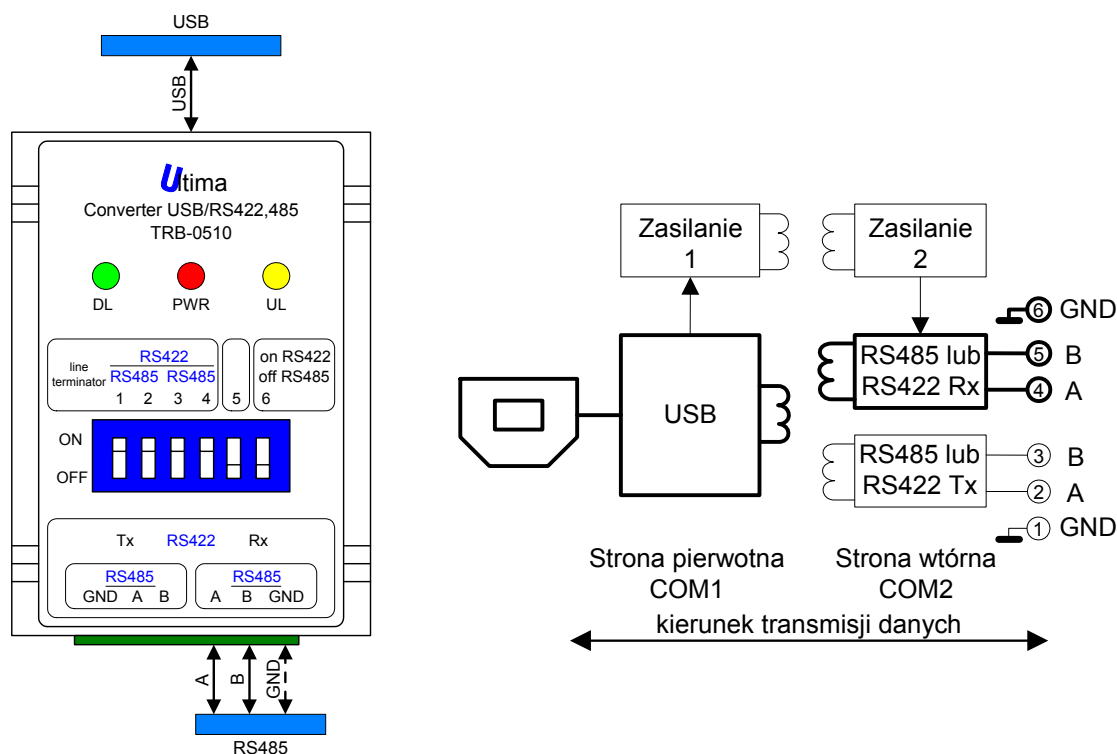 USB
USB
Ultima
Converter USB/RS422,485
TRB-0510
DL PWR UL
line
terminator
RS422
RS485 RS485
1 2 3 4
5
on RS422
off RS485
6
ON
OFF
Tx RS422 Rx
RS485
GND A B
RS485
A B GND
A
B
GND
RS485
Zasilanie
1
Zasilanie
2
USB
6 GND
RS485 lub
RS422 Rx
5 B
4 A
RS485 lub
RS422 Tx
3 B
2 A
1 GND
Strona pierwotna
COM1
Strona wtórna
COM2
kierunek transmisji danych